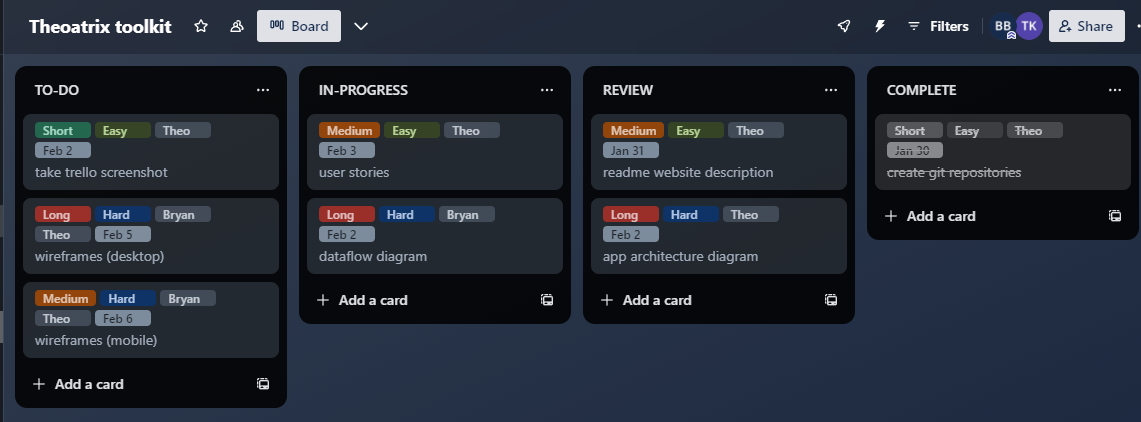 Theoatrix toolkit Board Filters BB TK Share
TO-DO
Short Easy Theo
Feb 2
take trello screenshot
Long Hard Bryan
Theo Feb 5
wireframes (desktop)
Medium Hard Bryan
Theo Feb 6
wireframes (mobile)
+ Add a card
IN-PROGRESS
Medium Easy Theo
Feb 3
user stories
Long Hard Bryan
Feb 2
dataflow diagram
+ Add a card
REVIEW
Medium Easy Theo
Jan 31
readme website description
Long Hard Theo
Feb 2
app architecture diagram
+ Add a card
COMPLETE
Short Easy Theo
Jan 30
create git repositories
+ Add a card